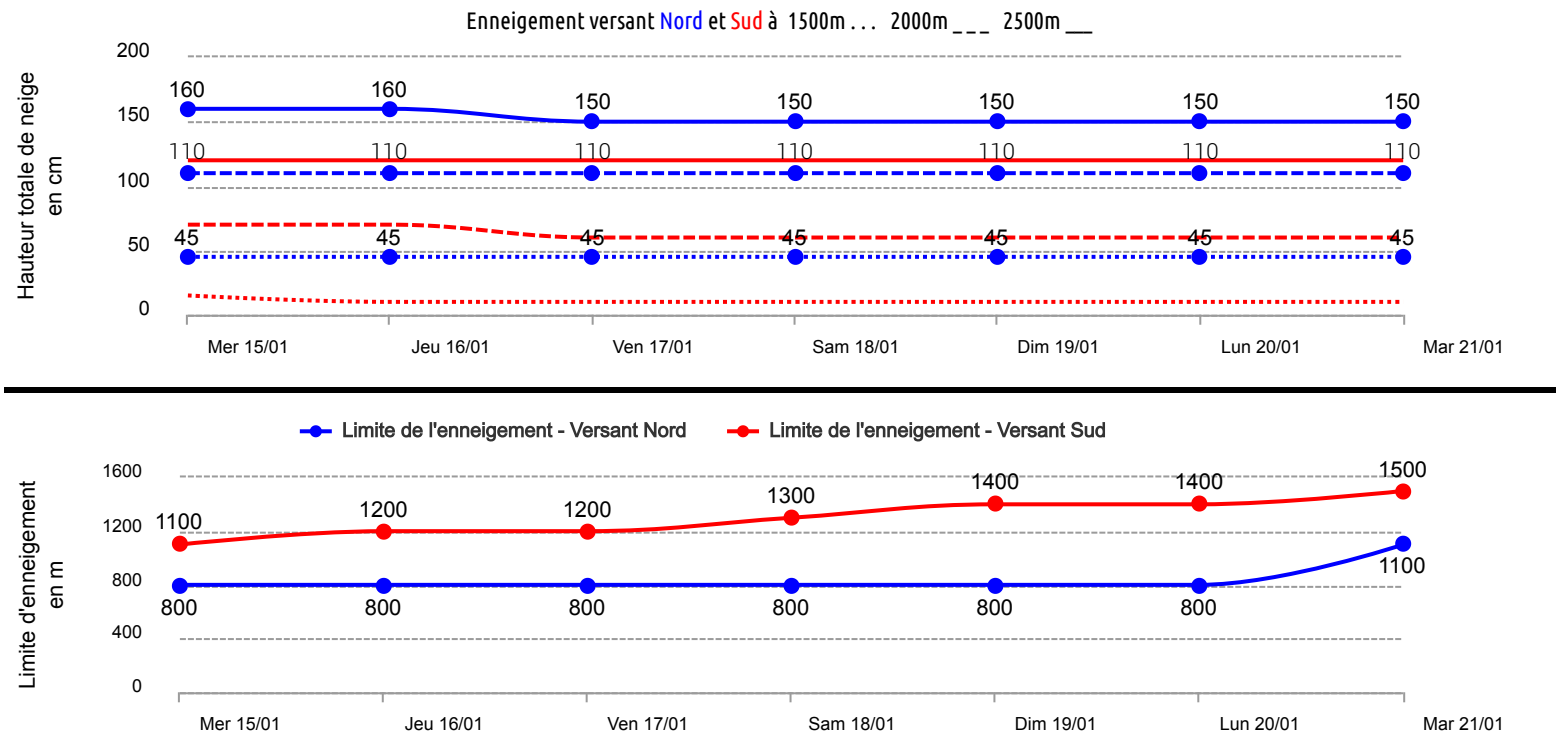 Enneigement versant Nord et Sud à 1500m . . . 2000m _ _ _ 2500m __
Hauteur totale de neige
en cm
200
160 160 150 150 150 150 150
150
110 110 110 110 110 110 110
100
45 45 45 45 45 45 45
50
0
Mer 15/01 Jeu 16/01 Ven 17/01 Sam 18/01 Dim 19/01 Lun 20/01 Mar 21/01
Limite de l'enneigement - Versant Nord Limite de l'enneigement - Versant Sud
Limite d'enneigement
en m
1600
1100 1200 1200 1300 1400 1400 1500
1200
800
800 800 800 800 800 800 1100
400
0
Mer 15/01 Jeu 16/01 Ven 17/01 Sam 18/01 Dim 19/01 Lun 20/01 Mar 21/01